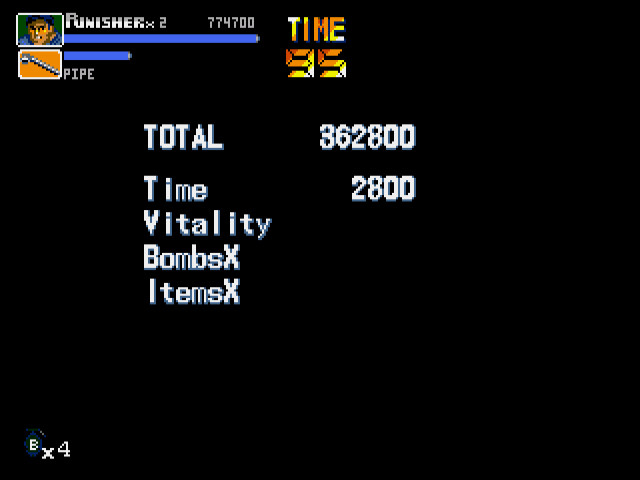 PUNISHER x 2 774700
TIME
95
PIPE
TOTAL 362800
Time 2800
Vitality
BombsX
ItemsX
B x4